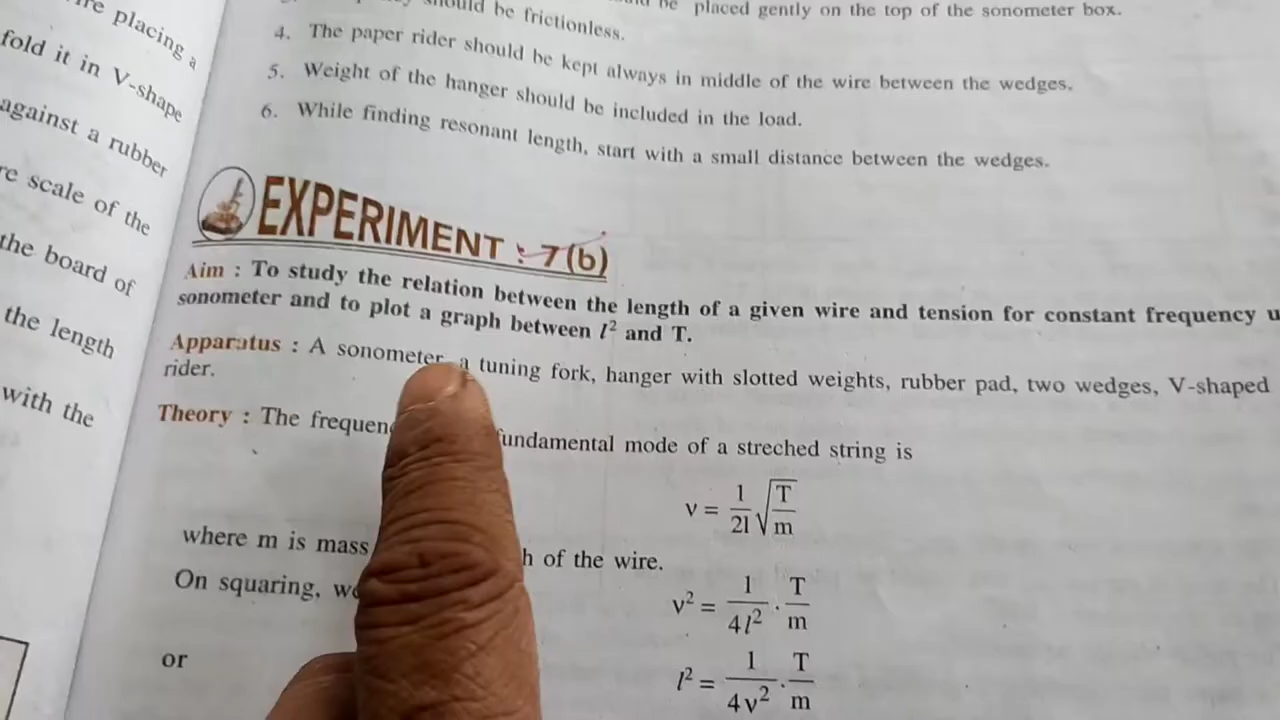 re placing a
fold it in V-shape
against a rubber
re scale of the
the board of
the length
with the
should be frictionless.
be placed gently on the top of the sonometer box.
4. The paper rider should be kept always in middle of the wire between the wedges.
5. Weight of the hanger should be included in the load.
6. While finding resonant length, start with a small distance between the wedges.
EXPERIMENT : 7(b)
Aim : To study the relation between the length of a given wire and tension for constant frequency u
sonometer and to plot a graph between l² and T.
Apparatus : A sonometer, a tuning fork, hanger with slotted weights, rubber pad, two wedges, V-shaped
rider.
Theory : The frequen fundamental mode of a streched string is
ν = 1/2l √T/m
where m is mass h of the wire.
On squaring, we
ν² = 1/4l² · T/m
or
l² = 1/4ν² · T/m